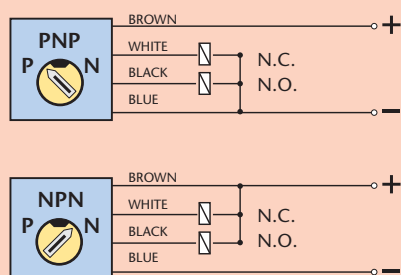 BROWN +
PNP WHITE N.C.
P N BLACK N.O.
BLUE −
BROWN +
NPN WHITE N.C.
P N BLACK N.O.
BLUE −